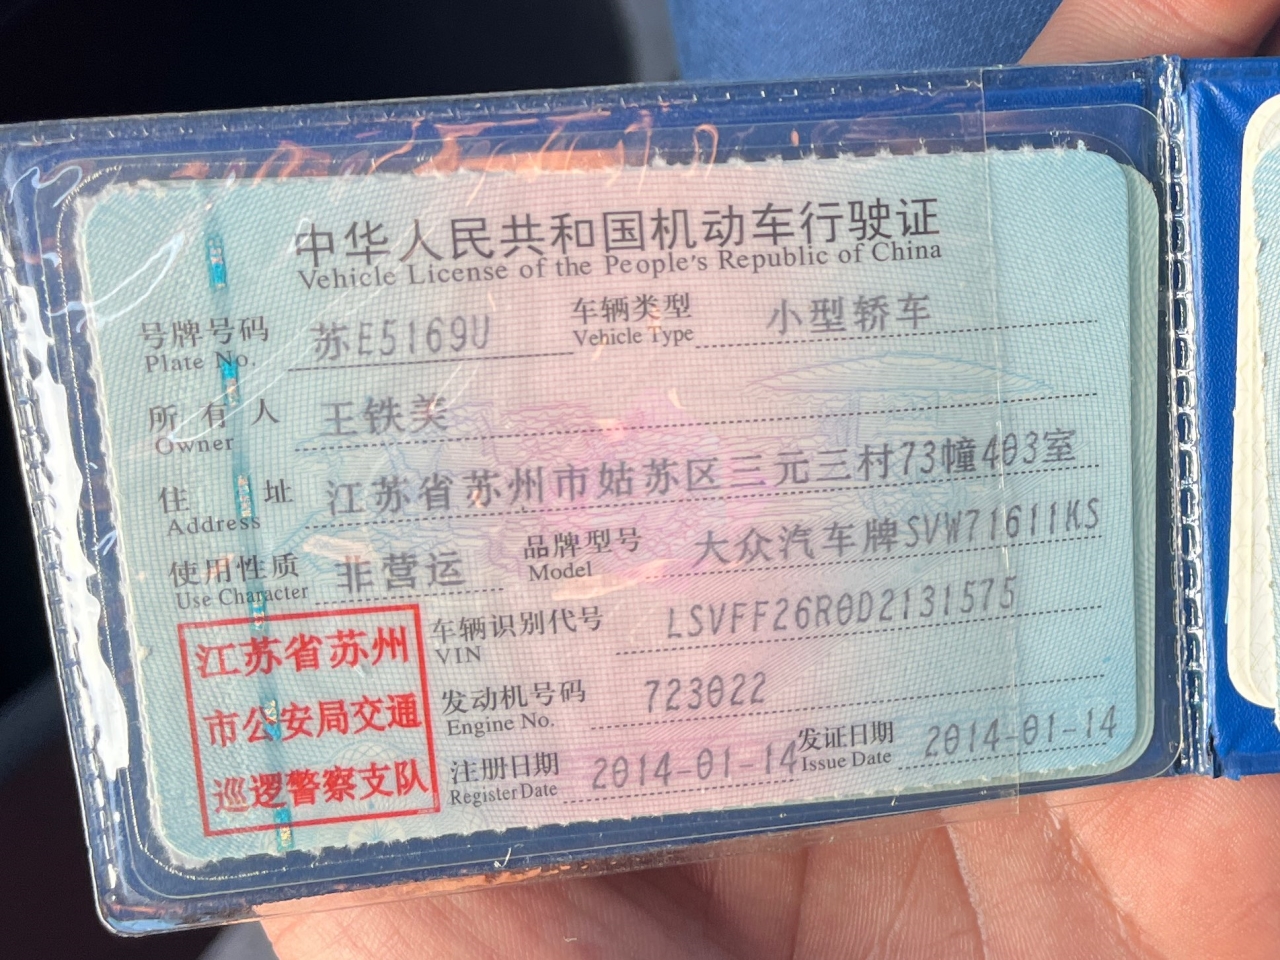 中华人民共和国机动车行驶证
Vehicle License of the People's Republic of China
号牌号码 苏E5169U 车辆类型 小型轿车
Plate No. Vehicle Type
所有人 王铁美
Owner
住址 江苏省苏州市姑苏区三元三村73幢403室
Address
使用性质 非营运 品牌型号 大众汽车牌SVW71611KS
Use Character Model
江苏省苏州
市公安局交通
巡逻警察支队
车辆识别代号 LSVFF26R0D2131575
VIN
发动机号码 723022
Engine No.
注册日期 2014-01-14 发证日期 2014-01-14
Register Date Issue Date